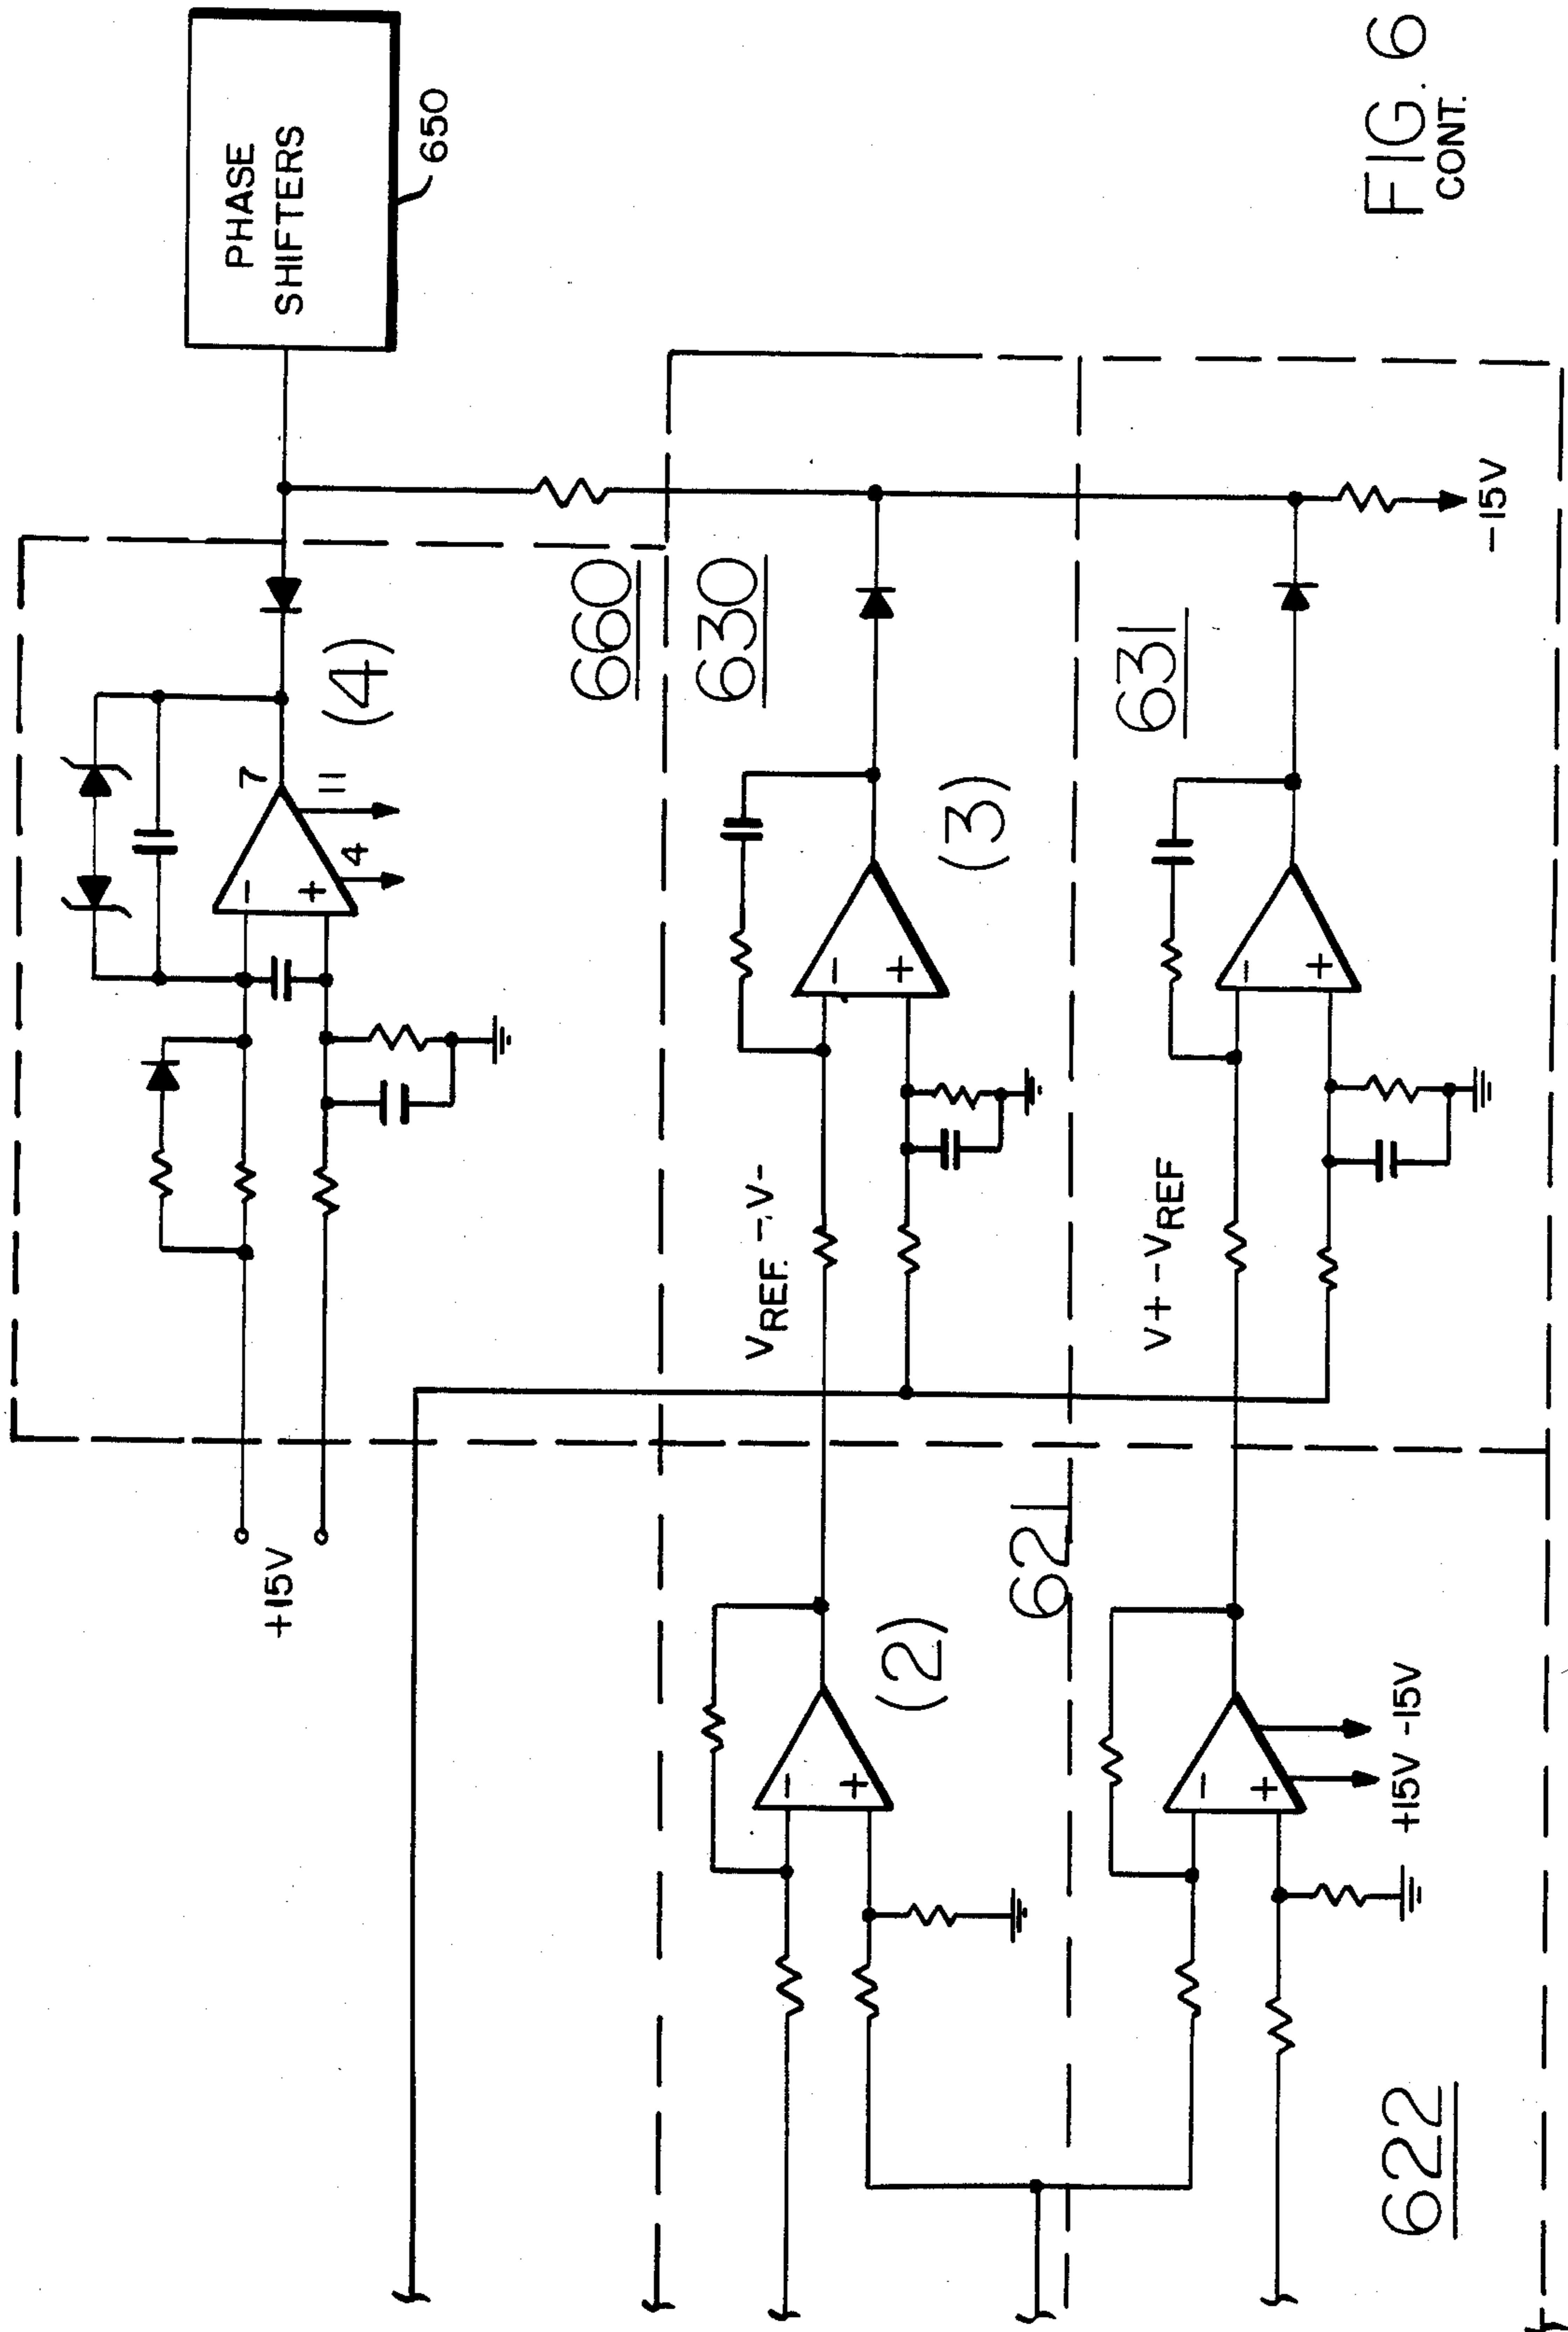 PHASE
SHIFTERS
650
FIG. 6
CONT.
7
11
4
(4)
660
+15V
630
(3)
VREF. -V-
631
V+ -VREF
-15V
(2)
621
+15V -15V
622
- +
- +
- +
- +
- +